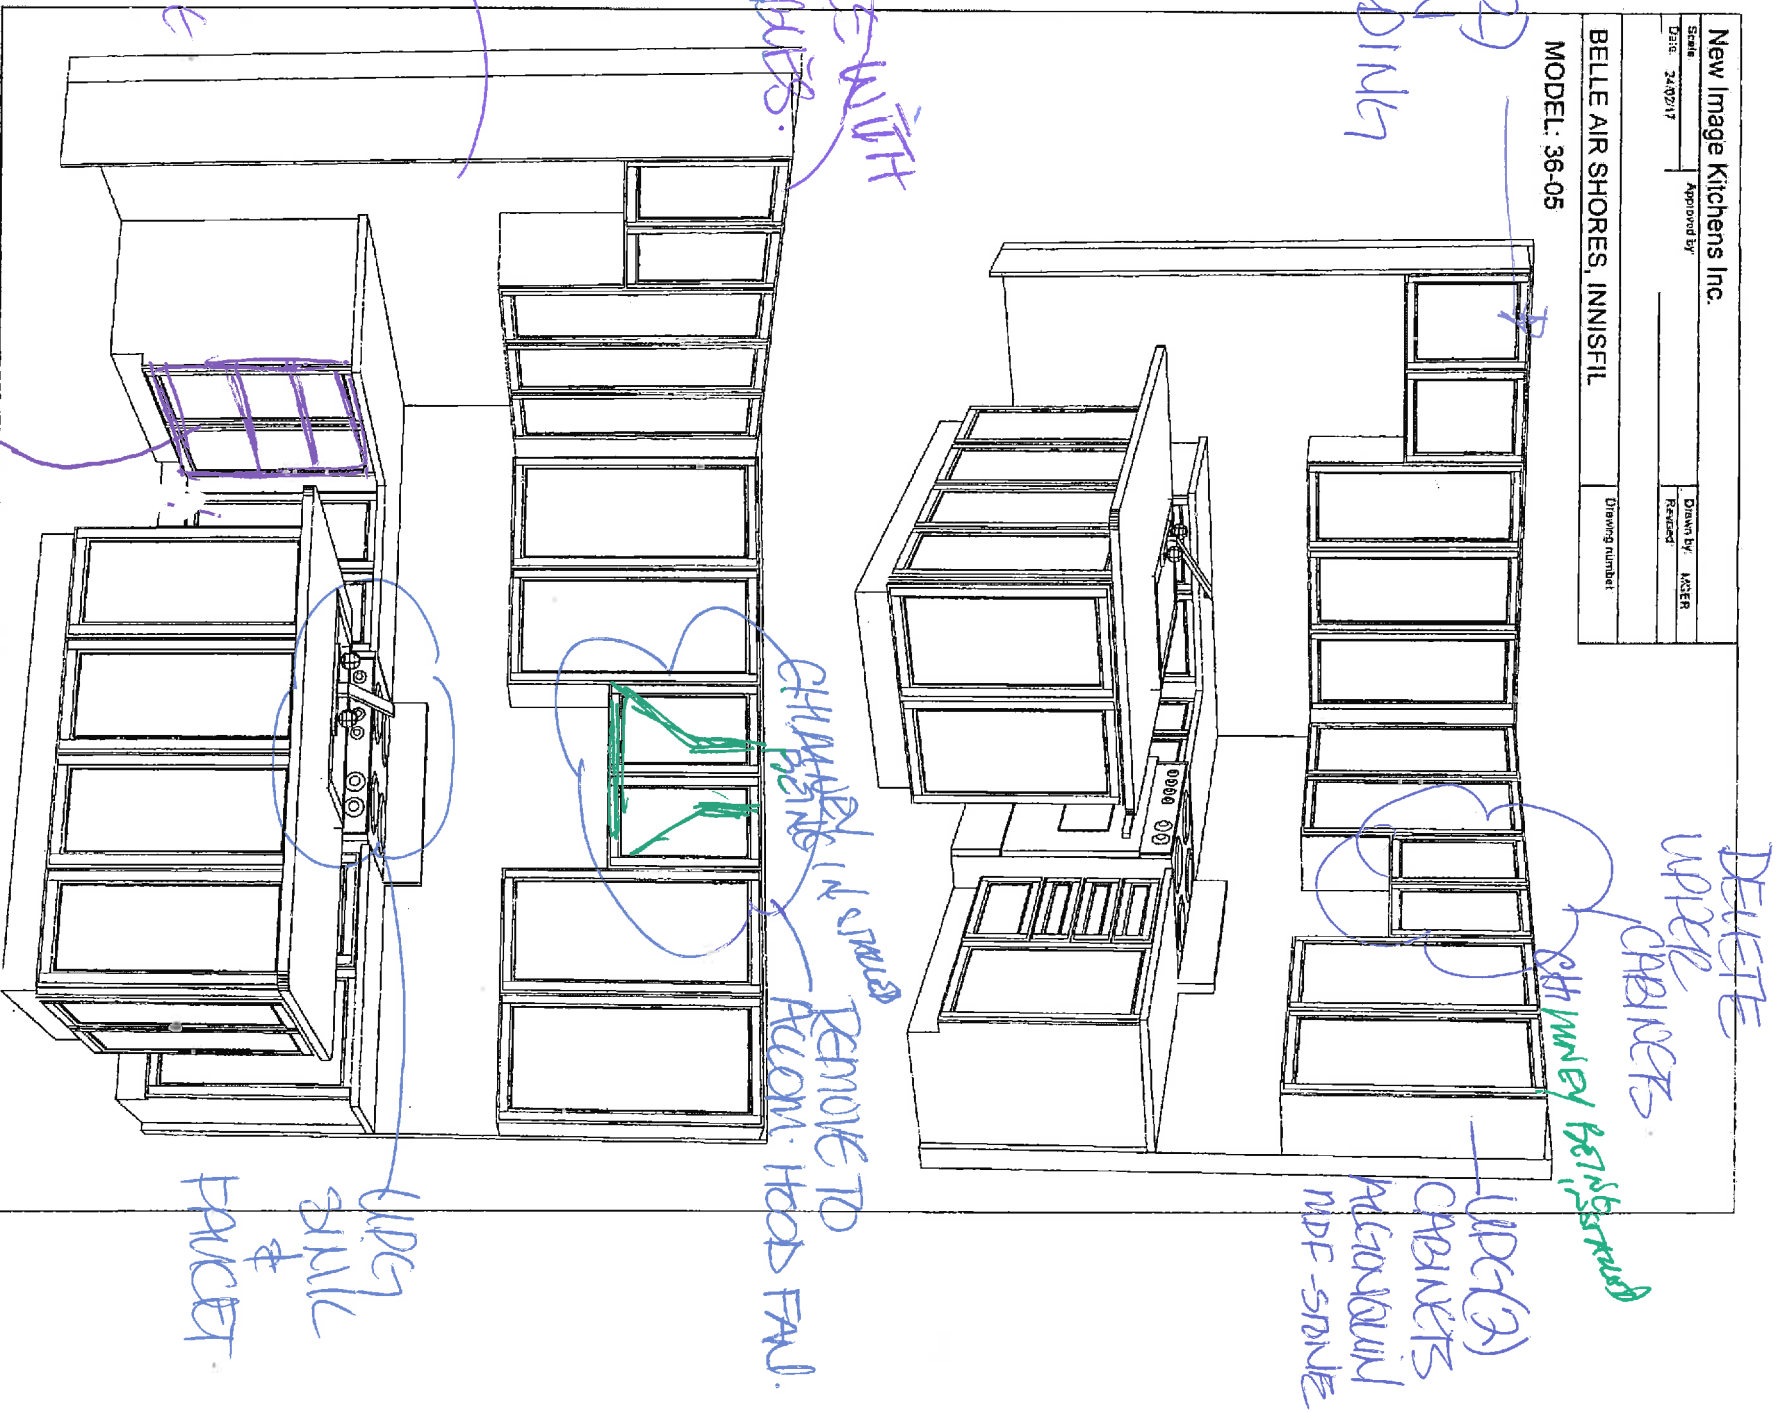 New Image Kitchens Inc.
Scale:
Approved by:
Drawn by: MGER
Date: 24/02/17
Revised:
BELLE AIR SHORES, INNISFIL
Drawing number
MODEL: 36-05
2)
DING
DELETE
UPPER
CABINETS
CHIMNEY BEING
INSTALLED
UPG(2)
CABINETS
ALGONQUIN
MDF-STONE
E WITH
CHIMNEY IN STALLED
BEING
REMOVE TO
ACCOM. HOOD FAN.
UPG
SINK
&
FAUCET